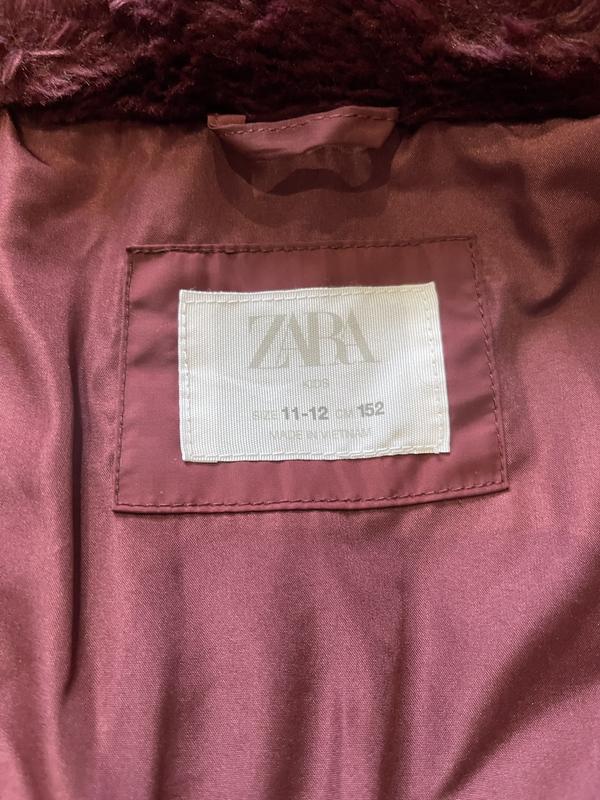 ZARA
KIDS
SIZE 11-12 CM 152
MADE IN VIETNAM